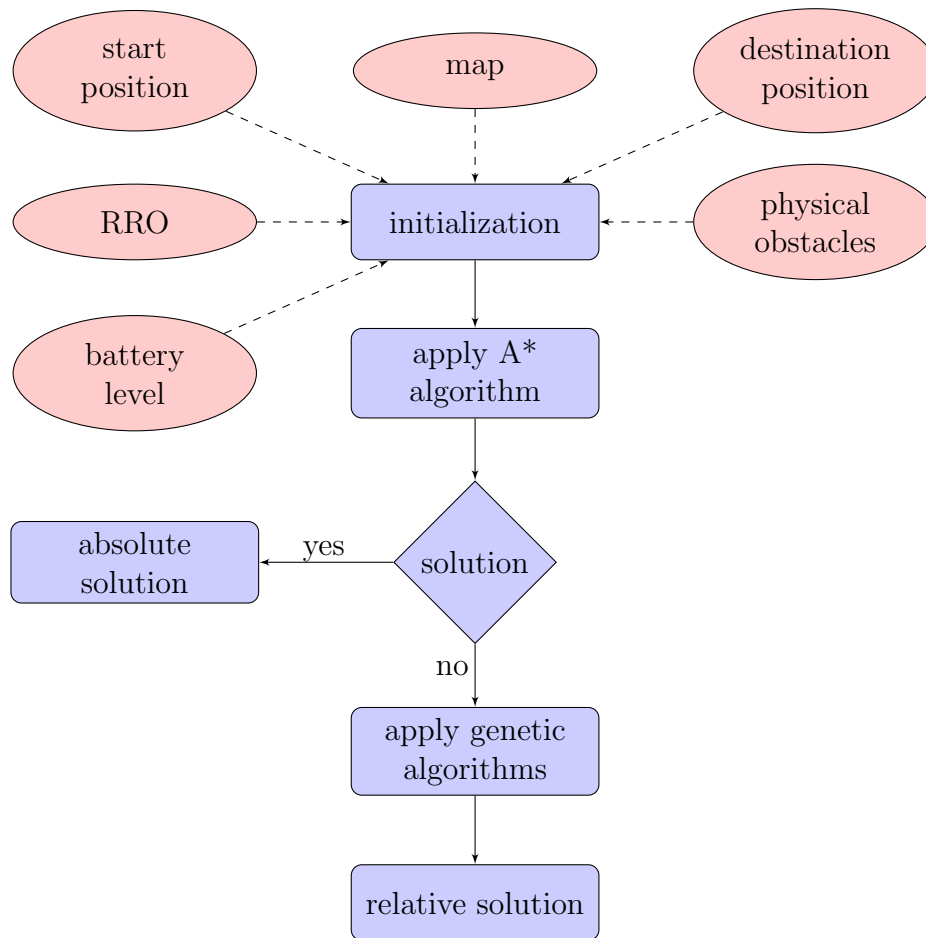 start
position
map
destination
position
RRO
initialization
physical
obstacles
battery
level
apply A*
algorithm
absolute
solution
yes
solution
no
apply genetic
algorithms
relative solution